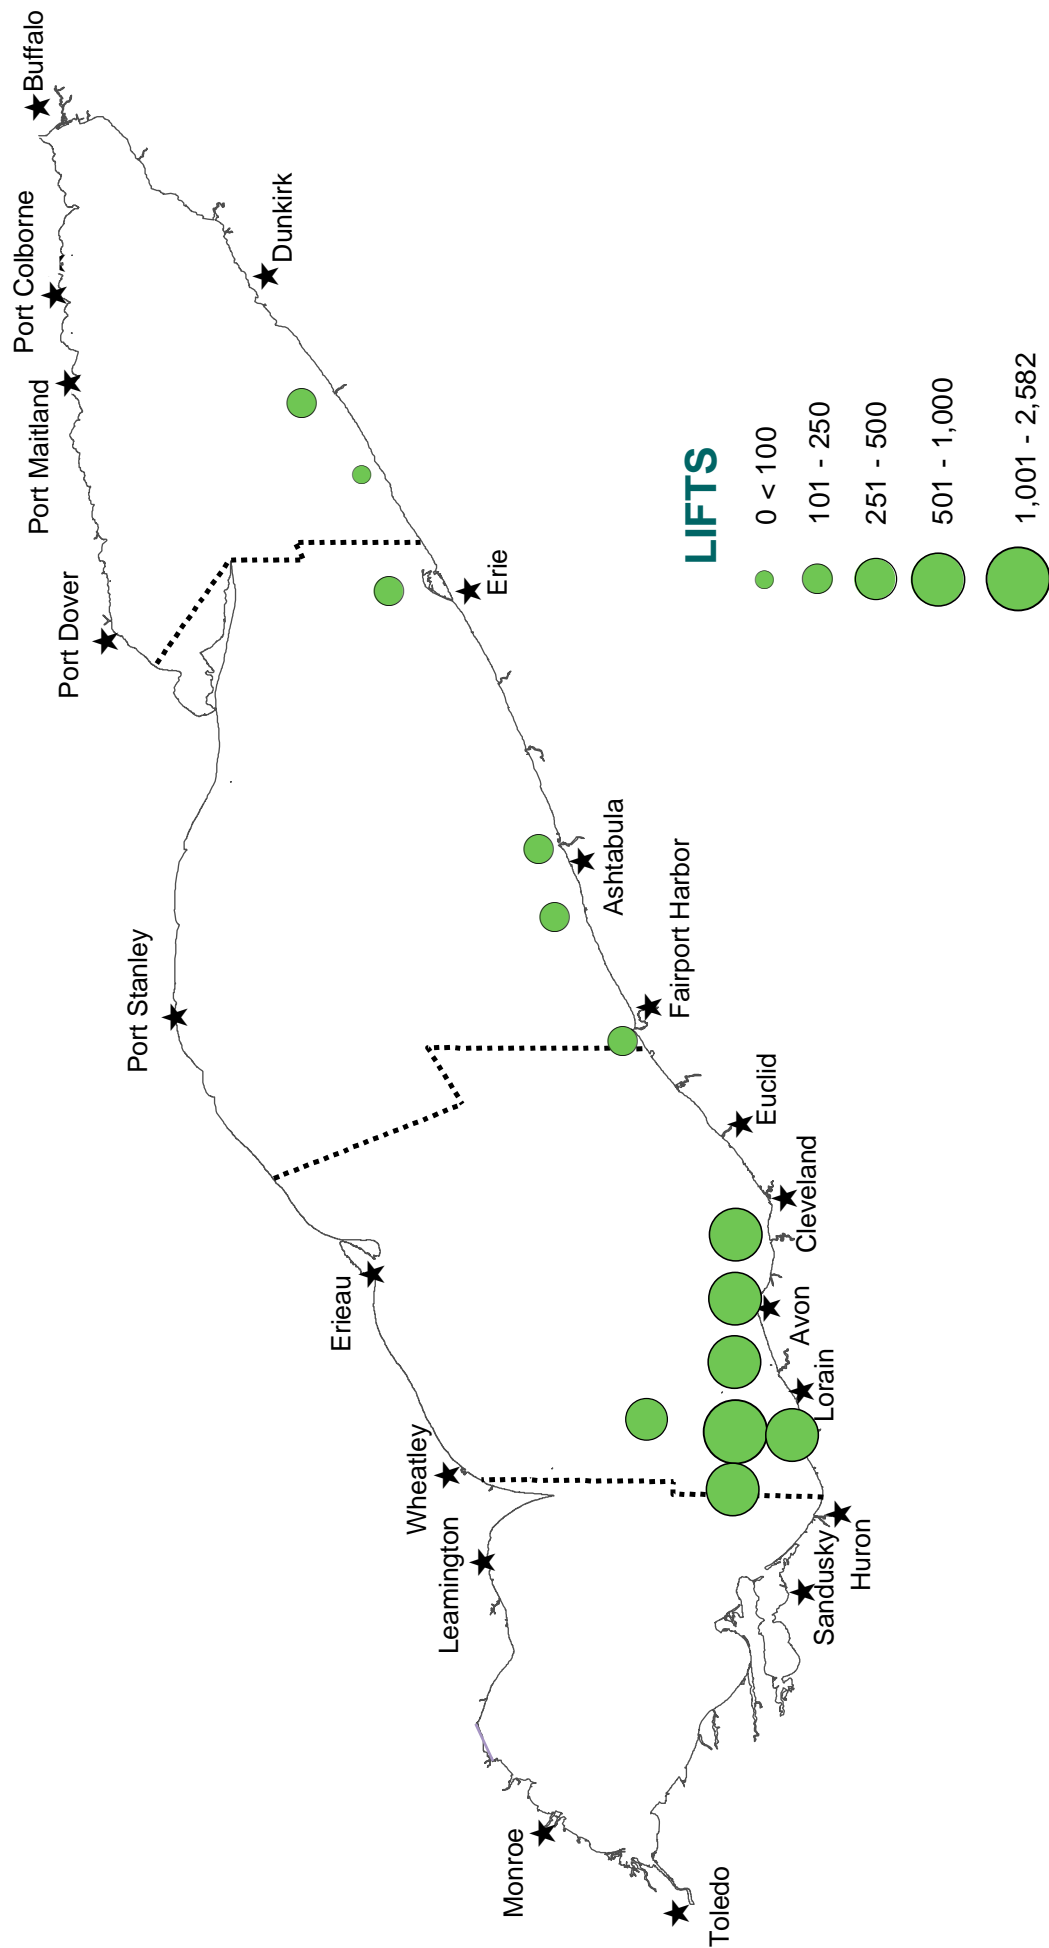 Buffalo
Port Colborne
Port Maitland
Dunkirk
Port Dover
Erie
Port Stanley
Ashtabula
Fairport Harbor
Erieau
Euclid
Cleveland
Avon
Lorain
Wheatley
Leamington
Huron
Sandusky
Monroe
Toledo
LIFTS
0 < 100
101 - 250
251 - 500
501 - 1,000
1,001 - 2,582